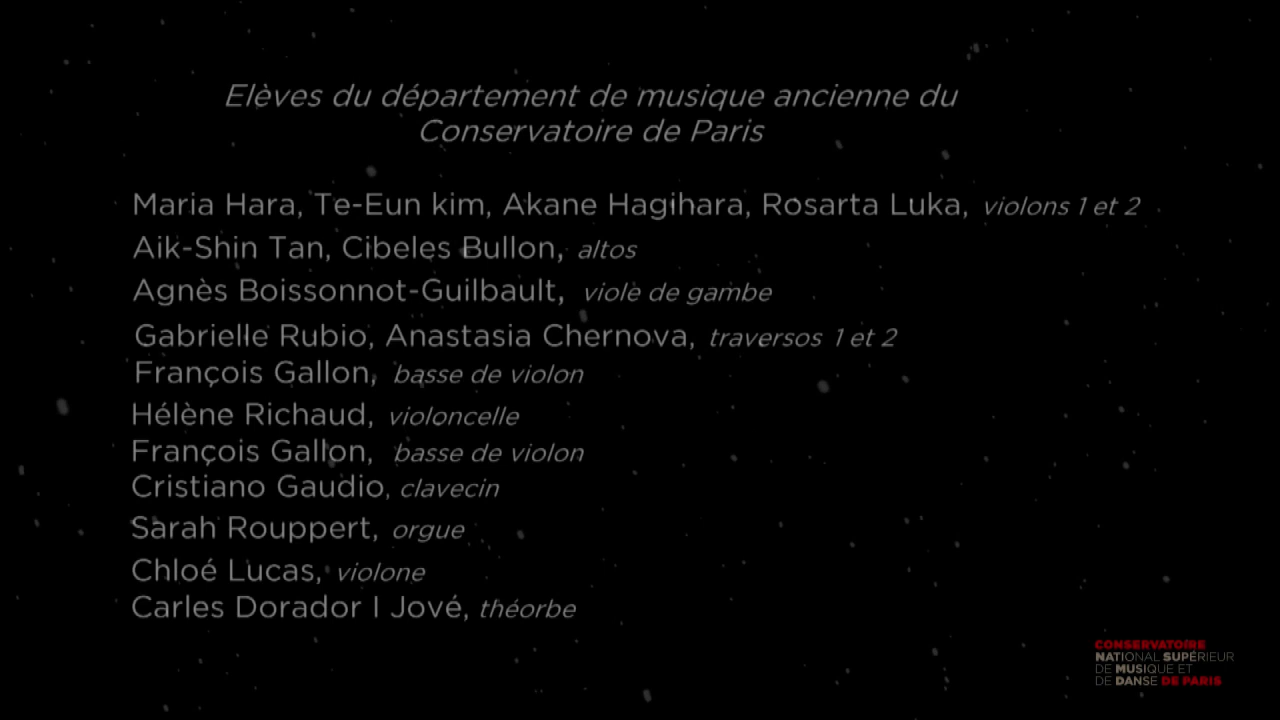 Elèves du département de musique ancienne du
Conservatoire de Paris
Maria Hara, Te-Eun kim, Akane Hagihara, Rosarta Luka, violons 1 et 2
Aik-Shin Tan, Cibeles Bullon, altos
Agnès Boissonnot-Guilbault, viole de gambe
Gabrielle Rubio, Anastasia Chernova, traversos 1 et 2
François Gallon, basse de violon
Hélène Richaud, violoncelle
François Gallon, basse de violon
Cristiano Gaudio, clavecin
Sarah Rouppert, orgue
Chloé Lucas, violone
Carles Dorador I Jové, théorbe
CONSERVATOIRE
NATIONAL SUPÉRIEUR
DE MUSIQUE ET
DE DANSE DE PARIS